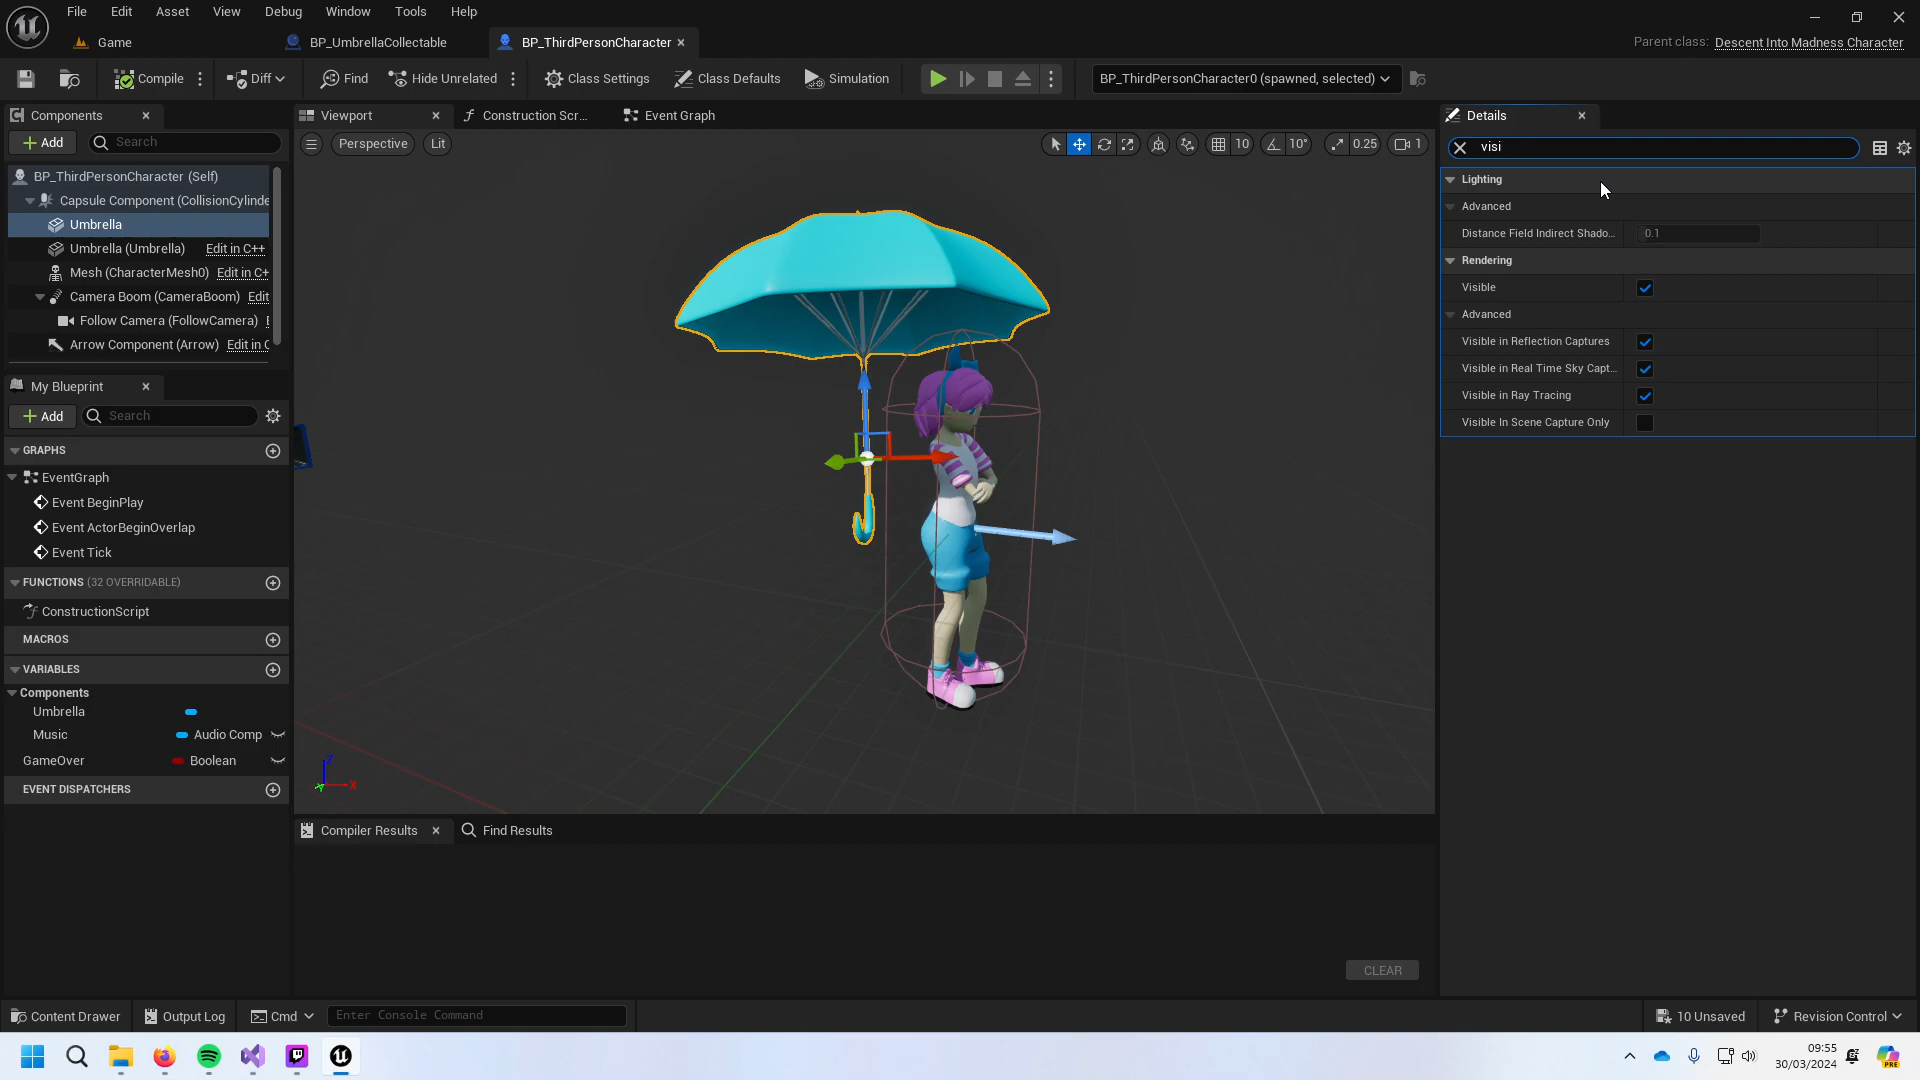 File Edit Asset View Debug Window Tools Help
Game BP_UmbrellaCollectable BP_ThirdPersonCharacter
Parent class: Descent Into Madness Character
Compile Diff Find Hide Unrelated Class Settings Class Defaults Simulation BP_ThirdPersonCharacter0 (spawned, selected)
Components
Add Search
BP_ThirdPersonCharacter (Self)
Capsule Component (CollisionCylinde
Umbrella
Umbrella (Umbrella) Edit in C++
Mesh (CharacterMesh0) Edit in C+
Camera Boom (CameraBoom) Edit
Follow Camera (FollowCamera)
Arrow Component (Arrow) Edit in C
My Blueprint
Add Search
GRAPHS
EventGraph
Event BeginPlay
Event ActorBeginOverlap
Event Tick
FUNCTIONS (32 OVERRIDABLE)
ConstructionScript
MACROS
VARIABLES
Components
Umbrella
Music Audio Comp
GameOver Boolean
EVENT DISPATCHERS
Viewport Construction Scr... Event Graph
Perspective Lit 10 10° 0.25 1
Z
X
Y
Compiler Results Find Results
CLEAR
Details
visi
Lighting
Advanced
Distance Field Indirect Shado... 0.1
Rendering
Visible
Advanced
Visible in Reflection Captures
Visible in Real Time Sky Capt...
Visible in Ray Tracing
Visible In Scene Capture Only
Content Drawer Output Log Cmd Enter Console Command 10 Unsaved Revision Control
09:55
30/03/2024
PRE